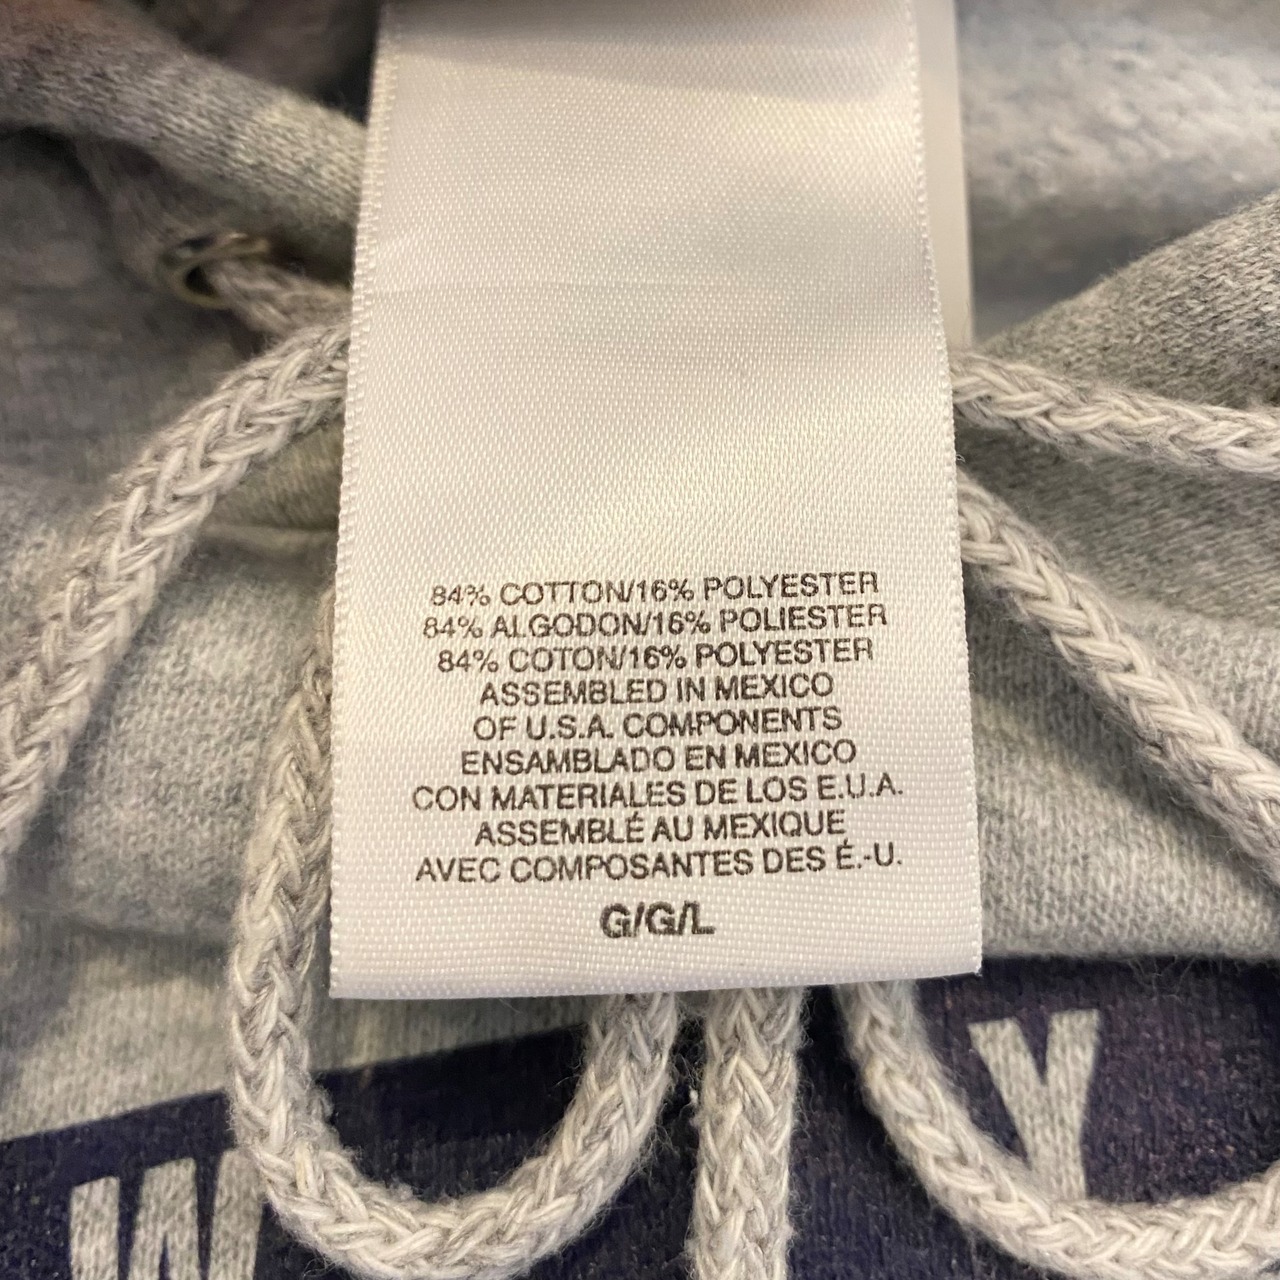 84% COTTON/16% POLYESTER
84% ALGODON/16% POLIESTER
84% COTON/16% POLYESTER
ASSEMBLED IN MEXICO
OF U.S.A. COMPONENTS
ENSAMBLADO EN MEXICO
CON MATERIALES DE LOS E.U.A.
ASSEMBLÉ AU MEXIQUE
AVEC COMPOSANTES DES É.-U.
G/G/L
W Y